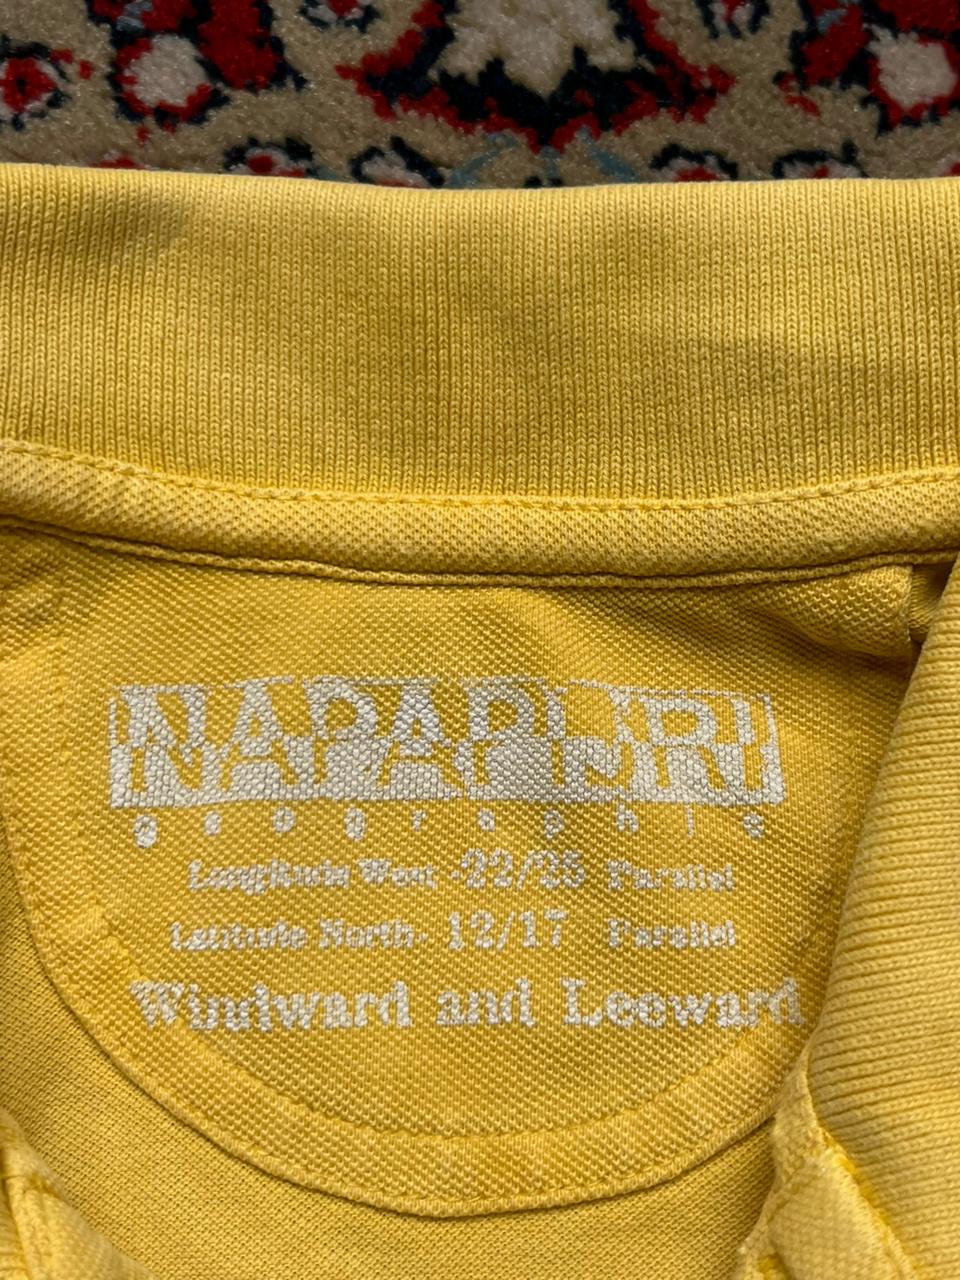 NAPAPIJRI
geographic
Longitude West -22/25 Parallel
Latitude North- 12/17 Parallel
Windward and Leeward